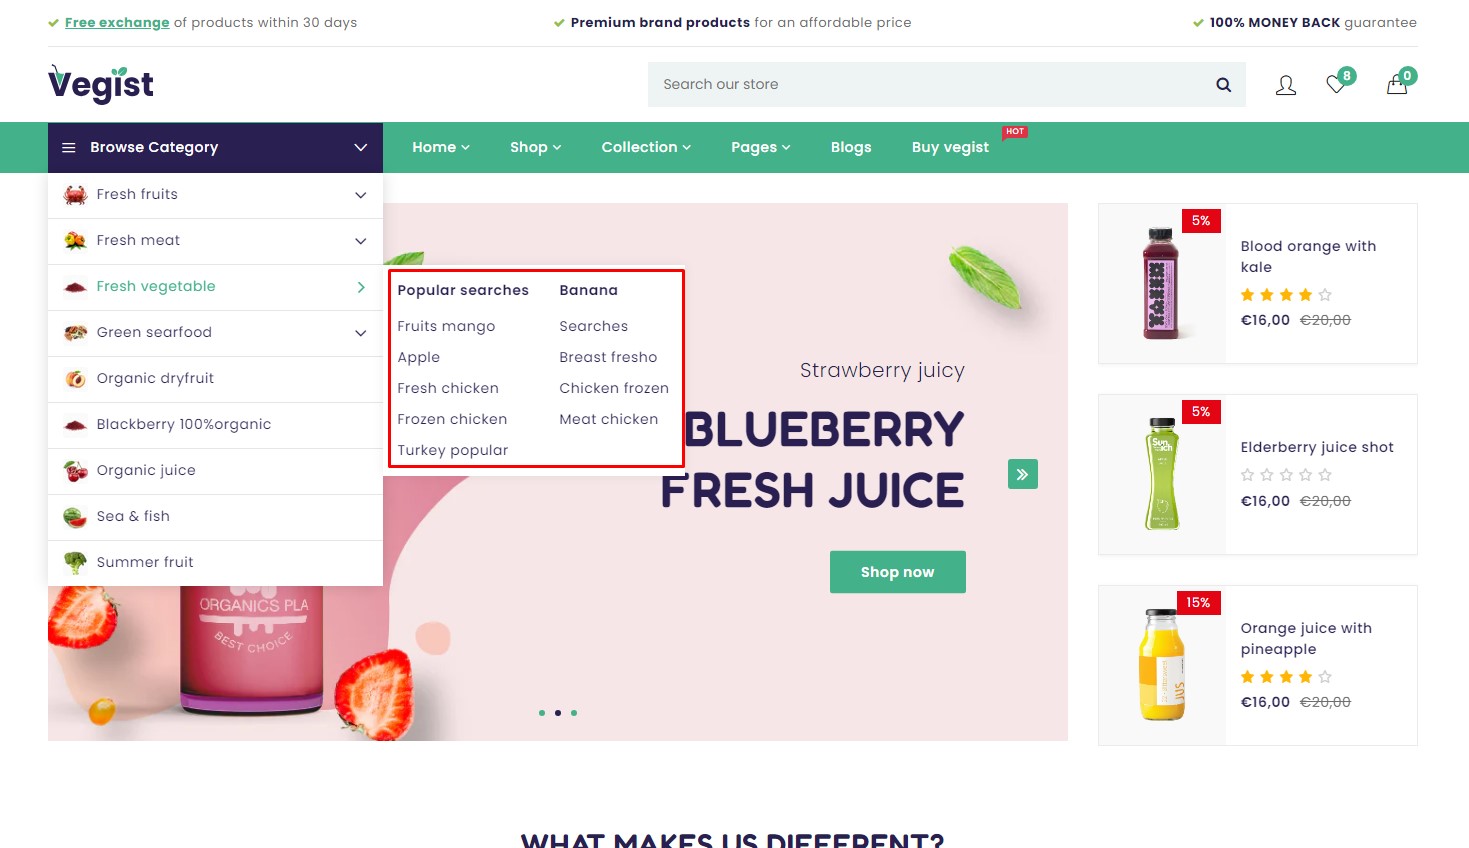 Free exchange of products within 30 days
Premium brand products for an affordable price
100% MONEY BACK guarantee
Vegist
Search our store
8
0
Browse Category
Home
Shop
Collection
Pages
Blogs
Buy vegist
HOT
Fresh fruits
Fresh meat
Fresh vegetable
Green searfood
Organic dryfruit
Blackberry 100%organic
Organic juice
Sea & fish
Summer fruit
Popular searches
Fruits mango
Apple
Fresh chicken
Frozen chicken
Turkey popular
Banana
Searches
Breast fresho
Chicken frozen
Meat chicken
Strawberry juicy
BLUEBERRY
FRESH JUICE
Shop now
ORGANICS PLA
BEST CHOICE
5%
Blood orange with
kale
€16,00 €20,00
5%
Elderberry juice shot
€16,00 €20,00
15%
Orange juice with
pineapple
€16,00 €20,00
JUS
WHAT MAKES US DIFFERENT?